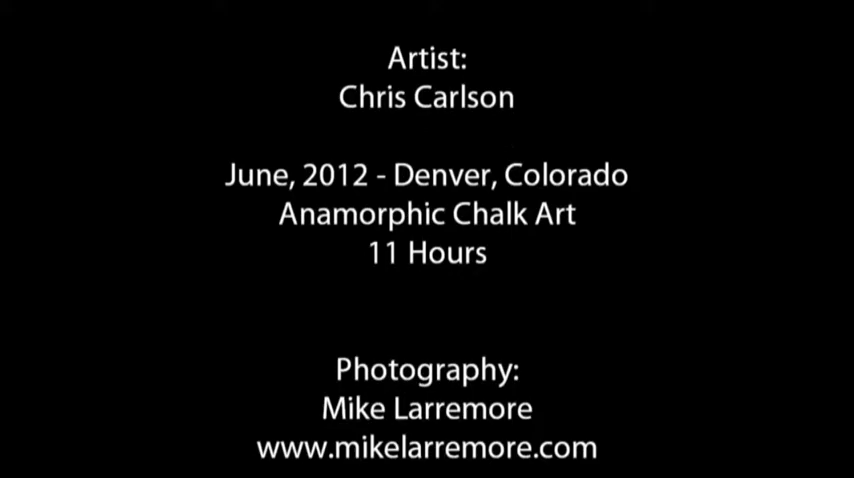 Artist:
Chris Carlson
June, 2012 - Denver, Colorado
Anamorphic Chalk Art
11 Hours
Photography:
Mike Larremore
www.mikelarremore.com